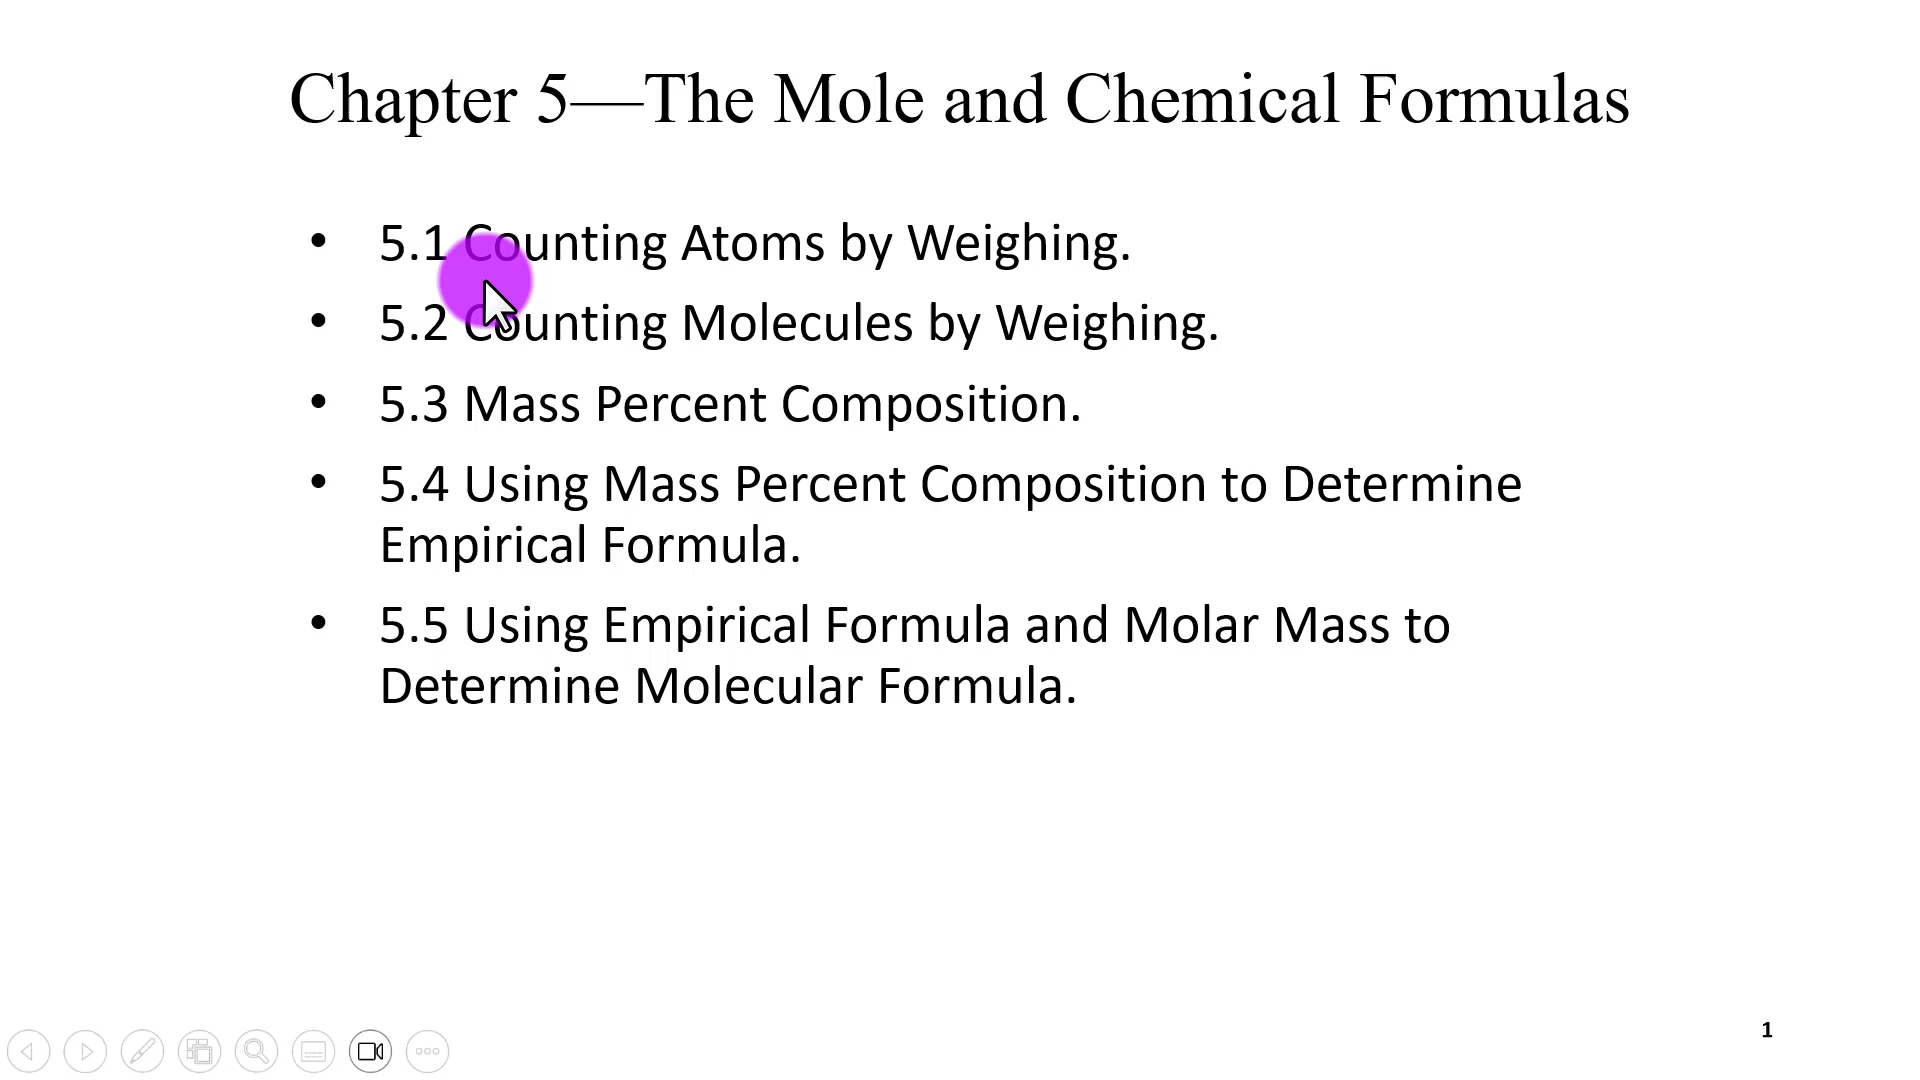 Chapter 5—The Mole and Chemical Formulas
• 5.1 Counting Atoms by Weighing.
• 5.2 Counting Molecules by Weighing.
• 5.3 Mass Percent Composition.
• 5.4 Using Mass Percent Composition to Determine
Empirical Formula.
• 5.5 Using Empirical Formula and Molar Mass to
Determine Molecular Formula.
1